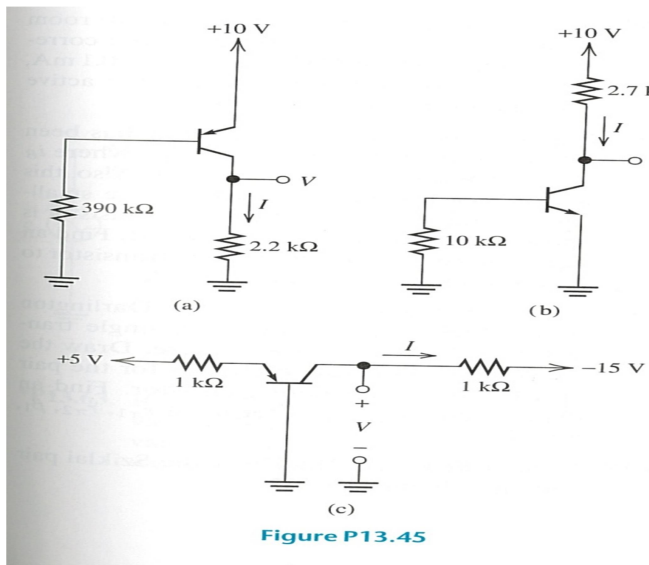 +10 V
V
I
390 kΩ
2.2 kΩ
(a)
+10 V
2.7
I
10 kΩ
(b)
+5 V
1 kΩ
I
1 kΩ
−15 V
+
V
−
(c)
Figure P13.45